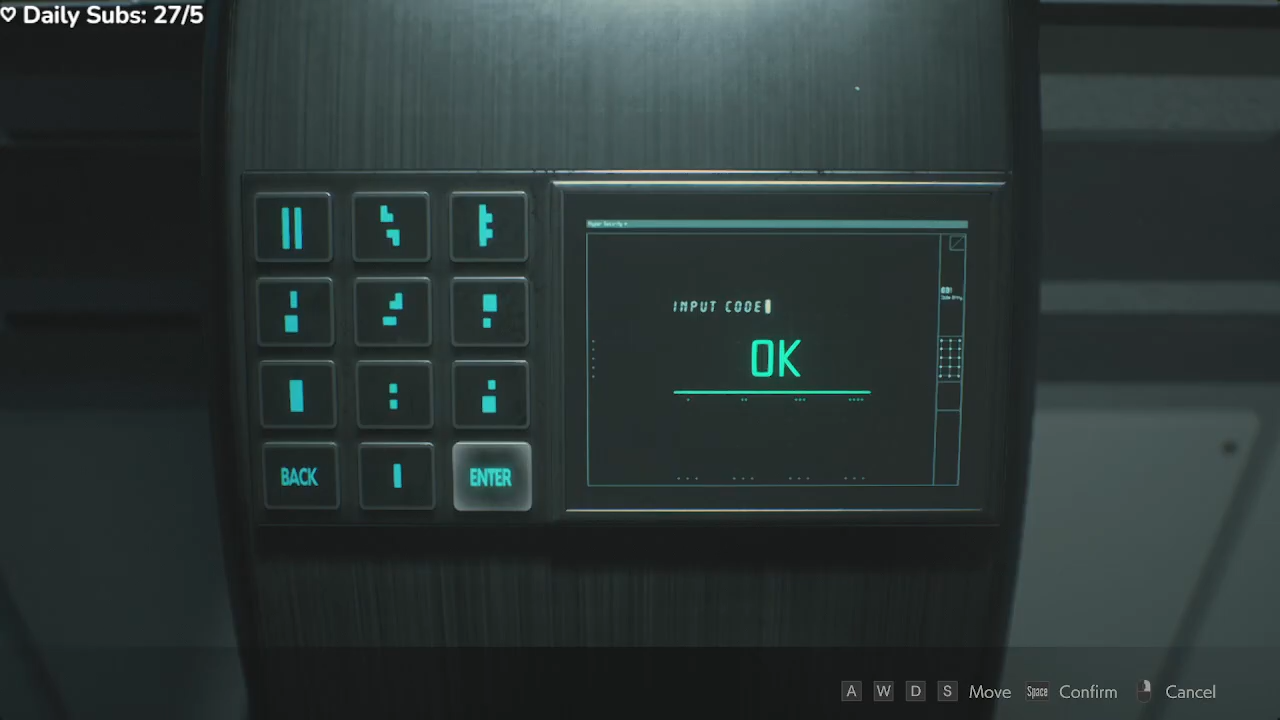 ♡ Daily Subs: 27/5
INPUT CODE
OK
BACK
ENTER
A W D S Move Space Confirm Cancel